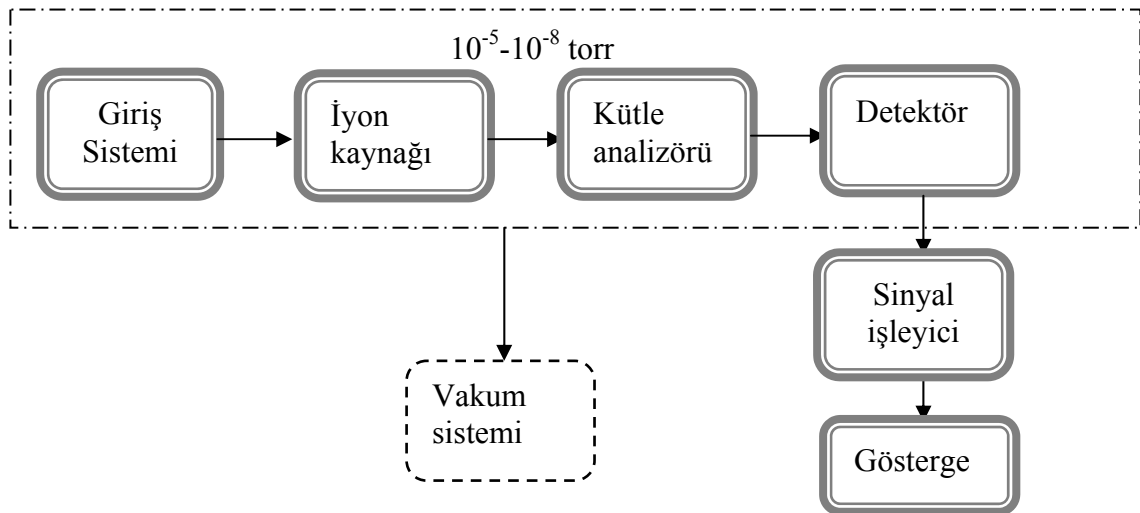 10⁻⁵-10⁻⁸ torr
Giriş
Sistemi
İyon
kaynağı
Kütle
analizörü
Detektör
Sinyal
işleyici
Vakum
sistemi
Gösterge